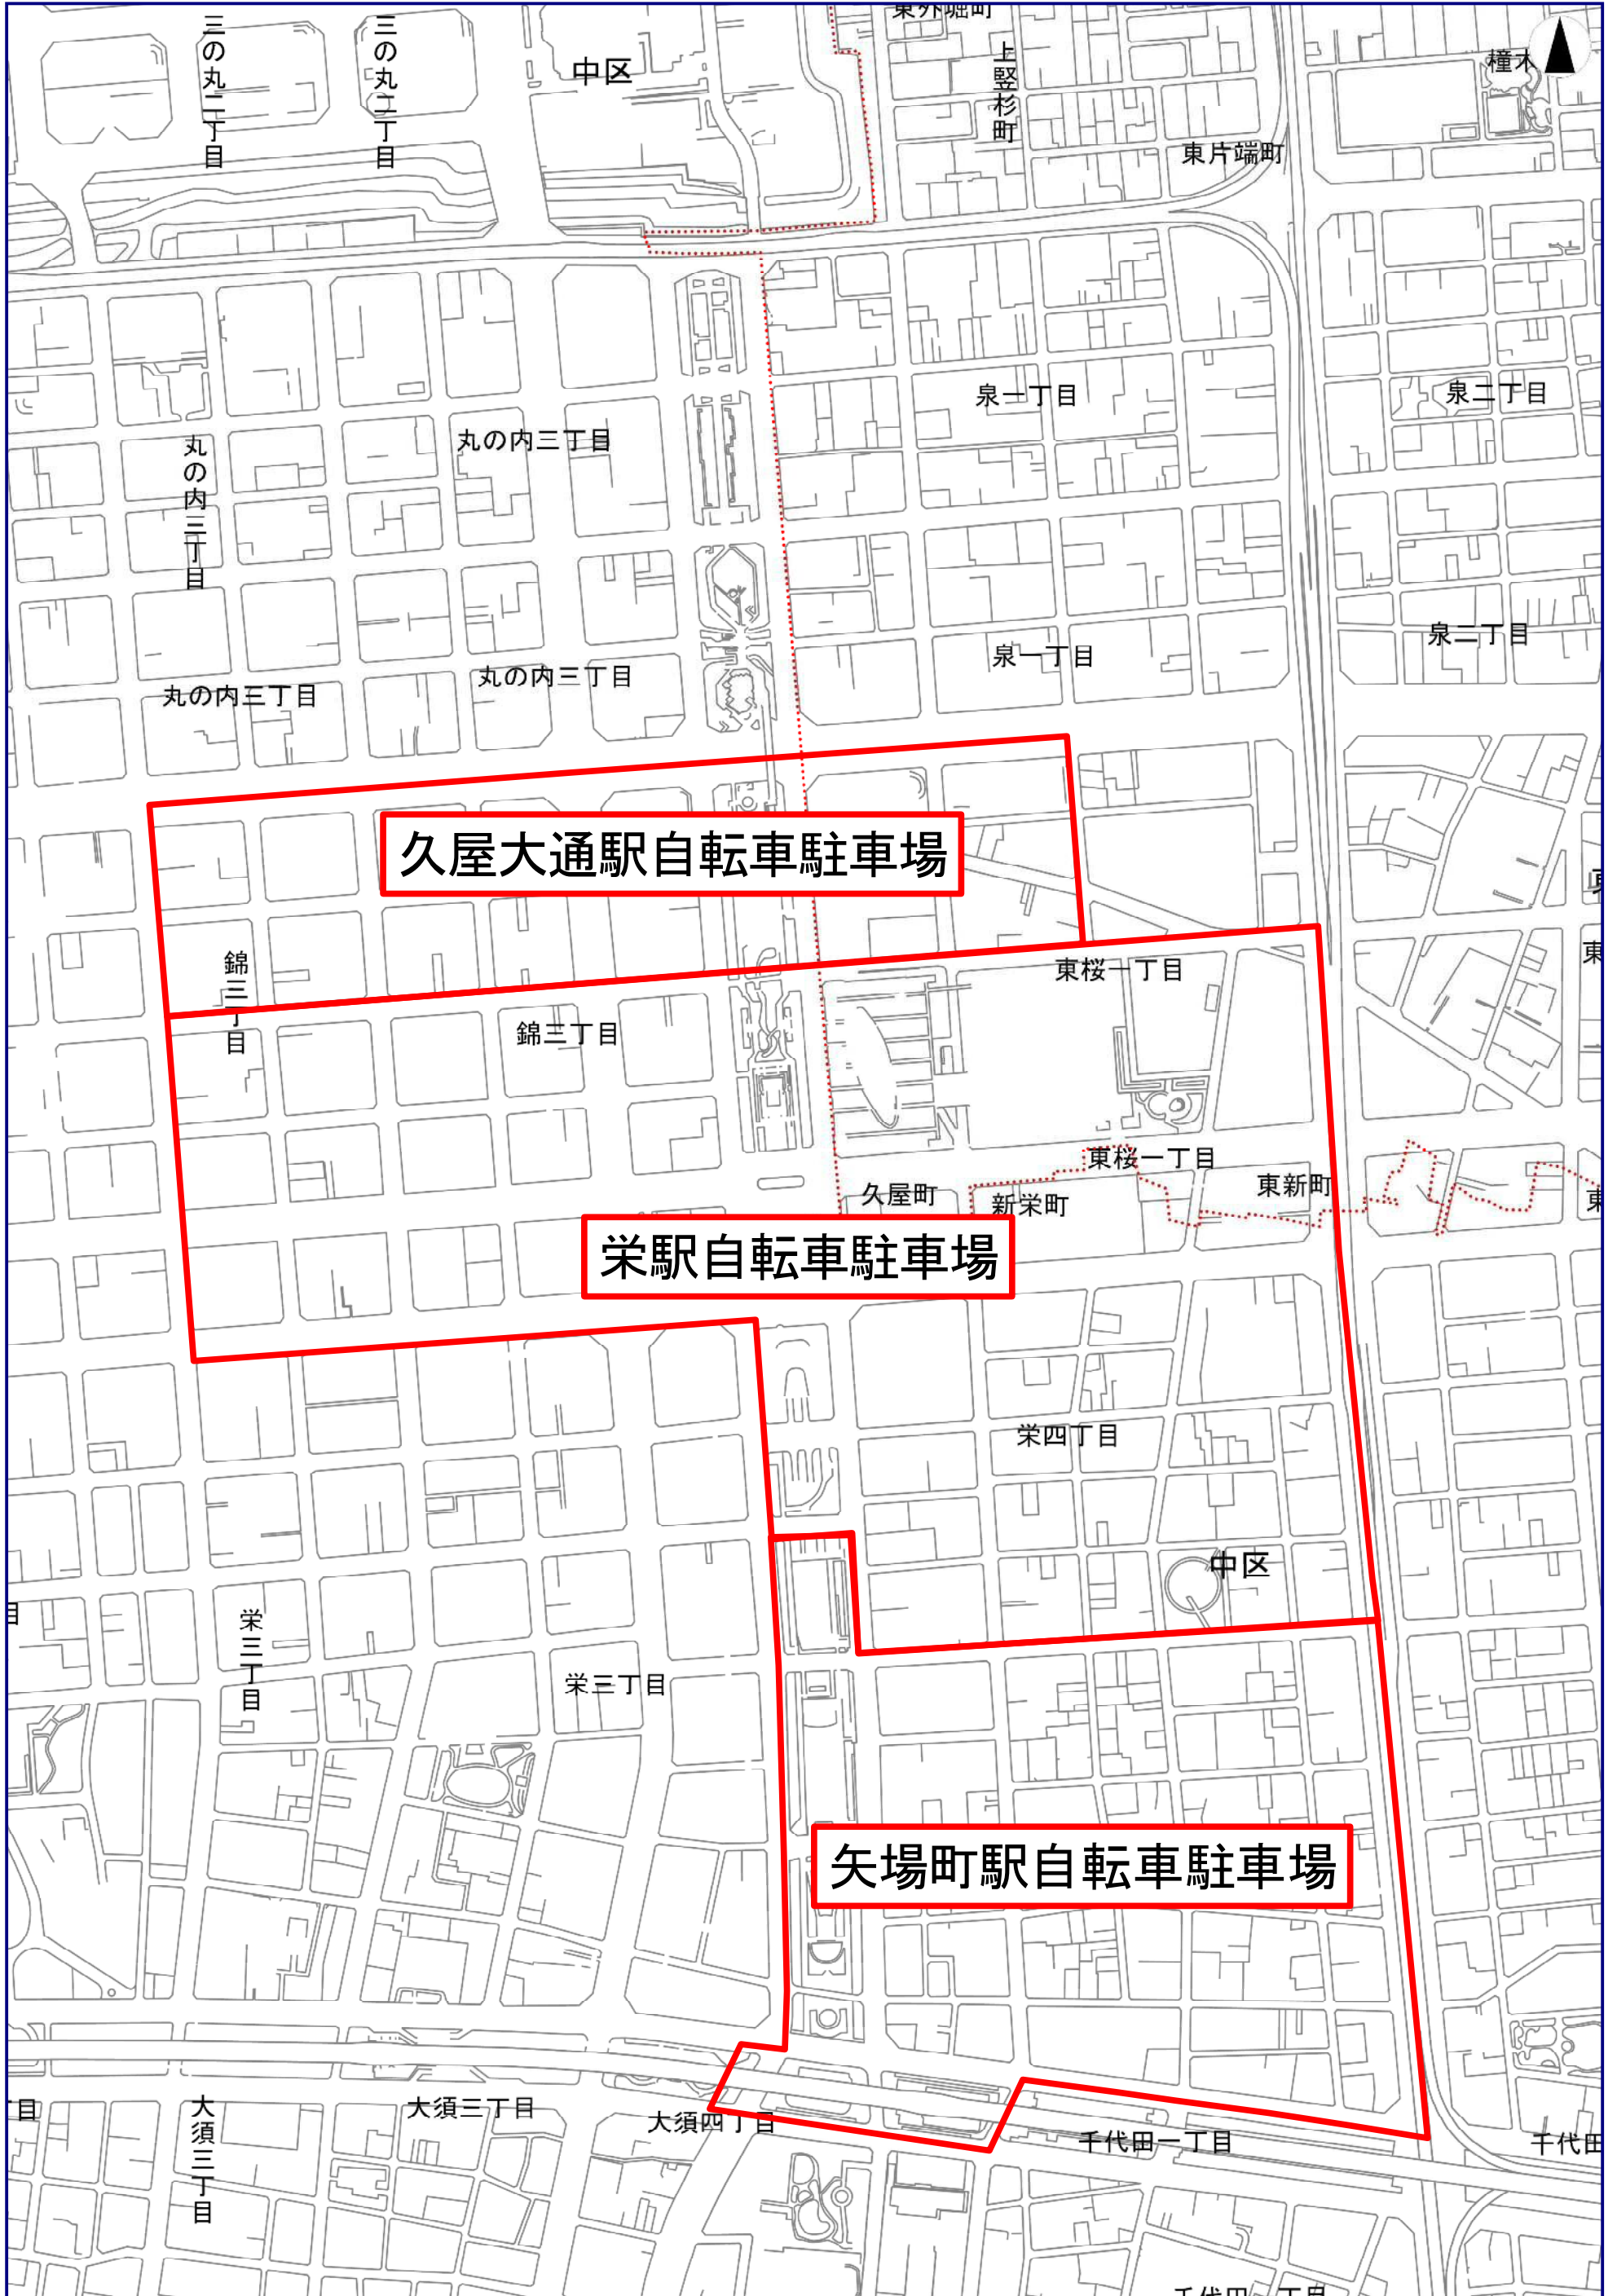 東外堀町
三の丸二丁目
三の丸二丁目
中区
上竪杉町
橦木
東片端町
泉一丁目
泉二丁目
丸の内三丁目
丸の内三丁目
泉二丁目
泉一丁目
丸の内三丁目
丸の内三丁目
久屋大通駅自転車駐車場
東
錦三丁目
東桜一丁目
錦三丁目
東桜一丁目
久屋町
新栄町
東新町
東
栄駅自転車駐車場
栄四丁目
中区
目
栄三丁目
栄三丁目
矢場町駅自転車駐車場
目
大須三丁目
大須三丁目
大須四丁目
千代田一丁目
千代田